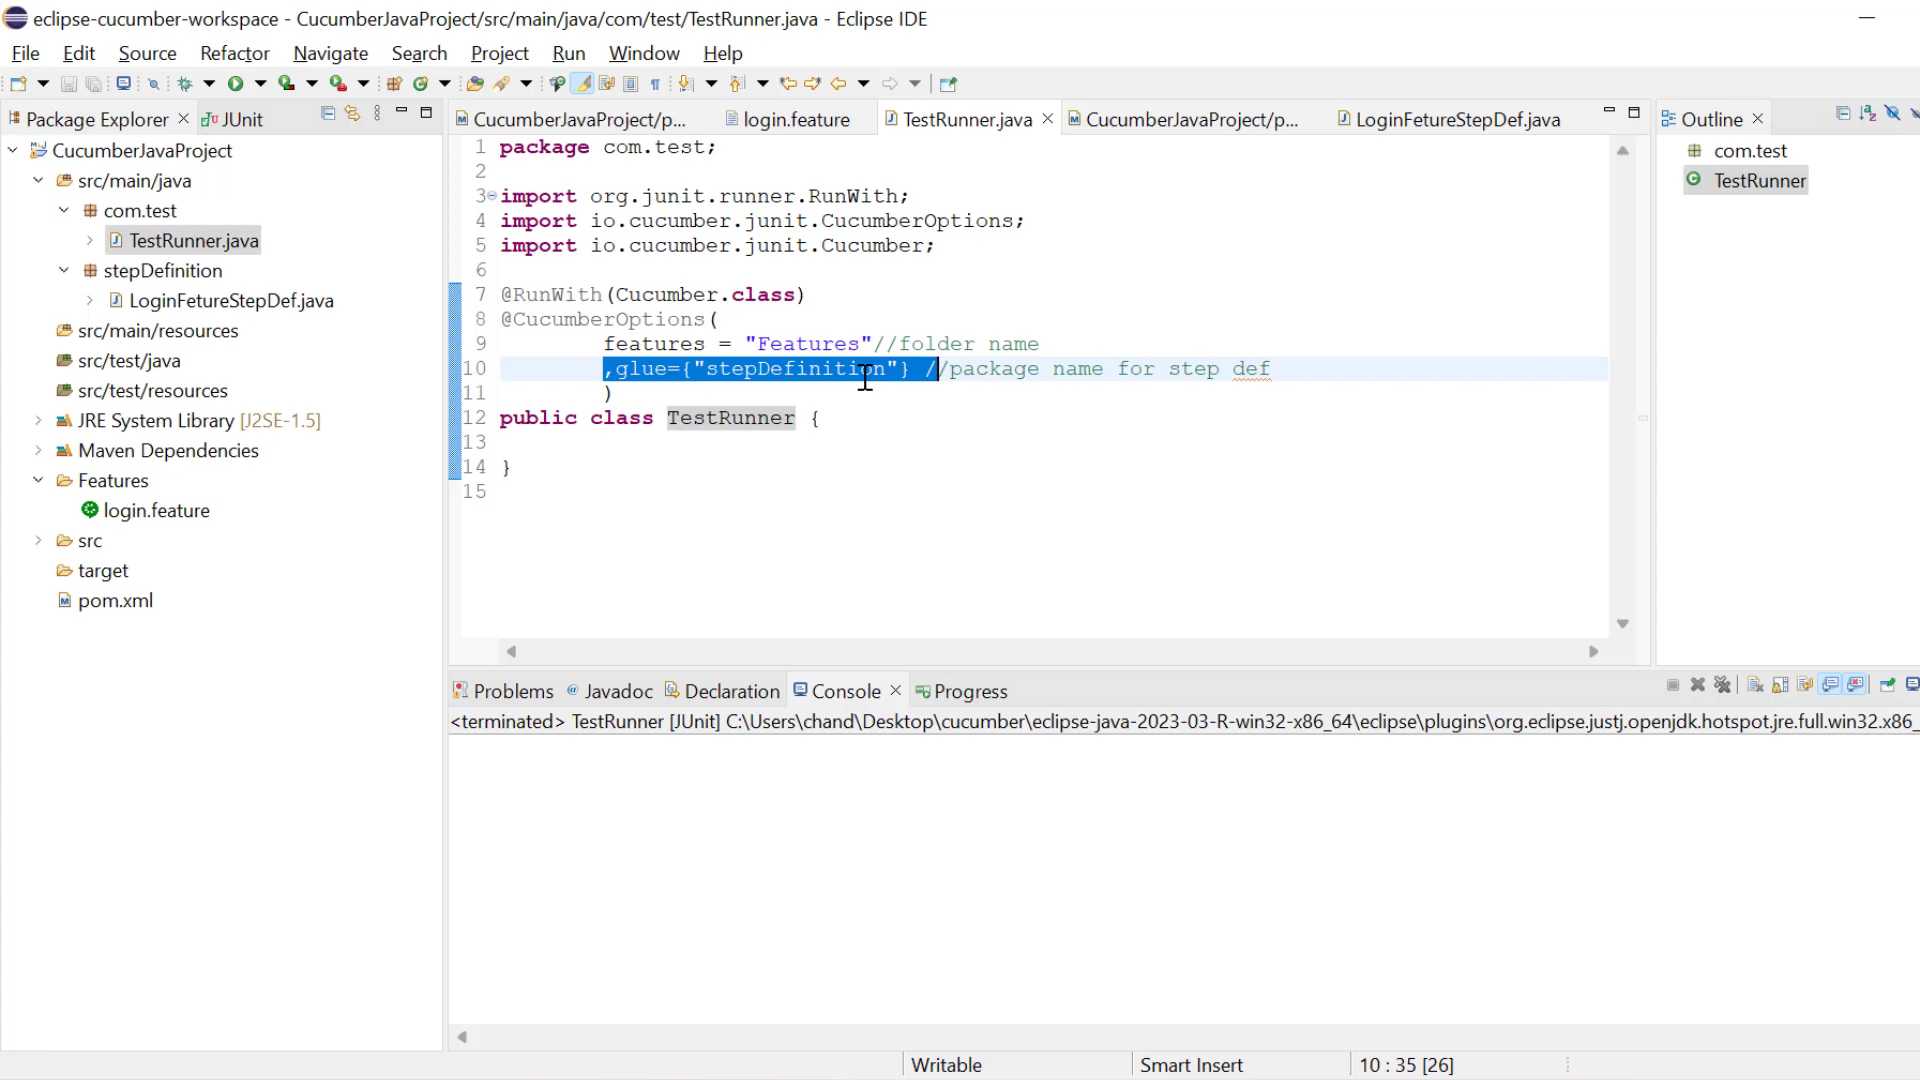 eclipse-cucumber-workspace - CucumberJavaProject/src/main/java/com/test/TestRunner.java - Eclipse IDE
File Edit Source Refactor Navigate Search Project Run Window Help
Package Explorer JUnit
CucumberJavaProject
src/main/java
com.test
TestRunner.java
stepDefinition
LoginFetureStepDef.java
src/main/resources
src/test/java
src/test/resources
JRE System Library [J2SE-1.5]
Maven Dependencies
Features
login.feature
src
target
pom.xml
CucumberJavaProject/p... login.feature TestRunner.java CucumberJavaProject/p... LoginFetureStepDef.java
1 package com.test;
2
3 import org.junit.runner.RunWith;
4 import io.cucumber.junit.CucumberOptions;
5 import io.cucumber.junit.Cucumber;
6
7 @RunWith(Cucumber.class)
8 @CucumberOptions(
9 features = "Features"//folder name
10 ,glue={"stepDefinition"} //package name for step def
11 )
12 public class TestRunner {
13
14 }
15
Outline
com.test
TestRunner
Problems Javadoc Declaration Console Progress
<terminated> TestRunner [JUnit] C:\Users\chand\Desktop\cucumber\eclipse-java-2023-03-R-win32-x86_64\eclipse\plugins\org.eclipse.justj.openjdk.hotspot.jre.full.win32.x86_
Writable Smart Insert 10 : 35 [26]